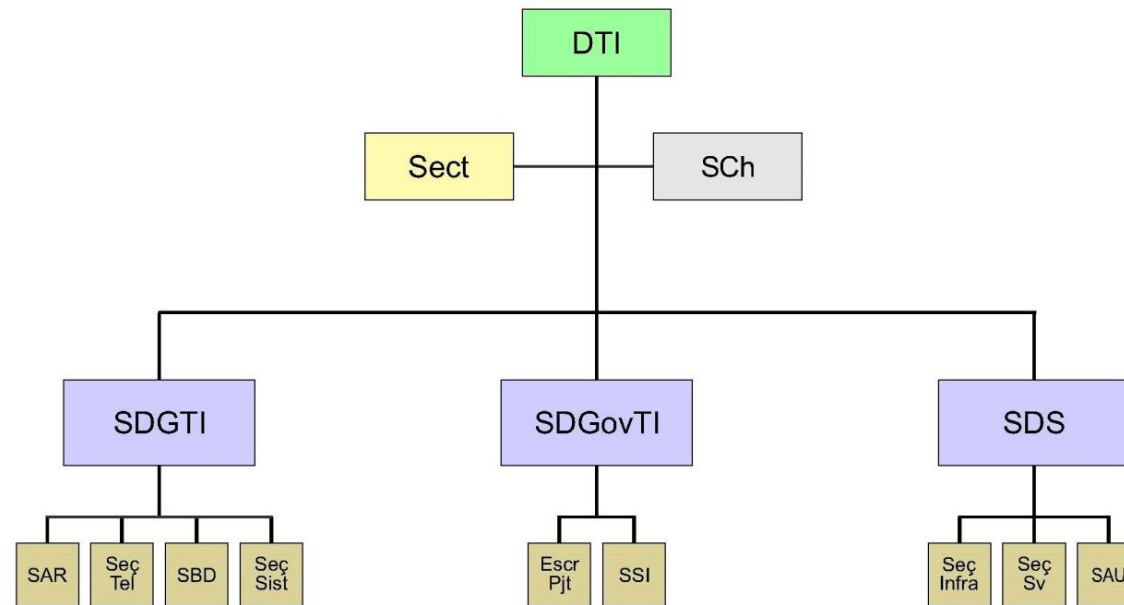 DTI
Sect
SCh
SDGTI
SDGovTI
SDS
SAR
Seç
Tel
SBD
Seç
Sist
Escr
Pjt
SSI
Seç
Infra
Seç
Sv
SAU